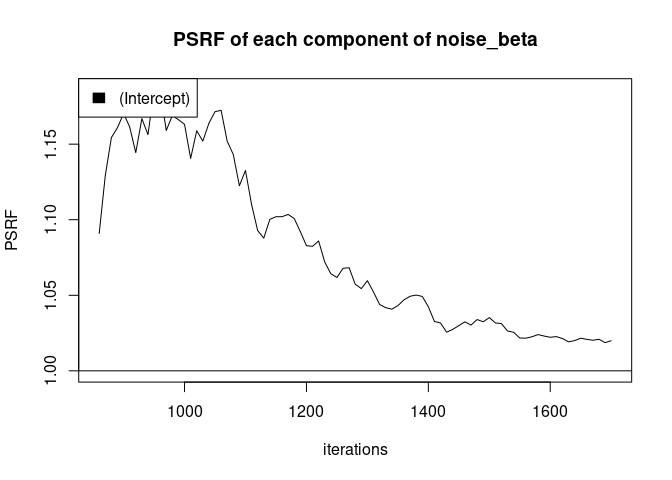 PSRF of each component of noise_beta
(Intercept)
PSRF
1.15
1.10
1.05
1.00
1000 1200 1400 1600
iterations